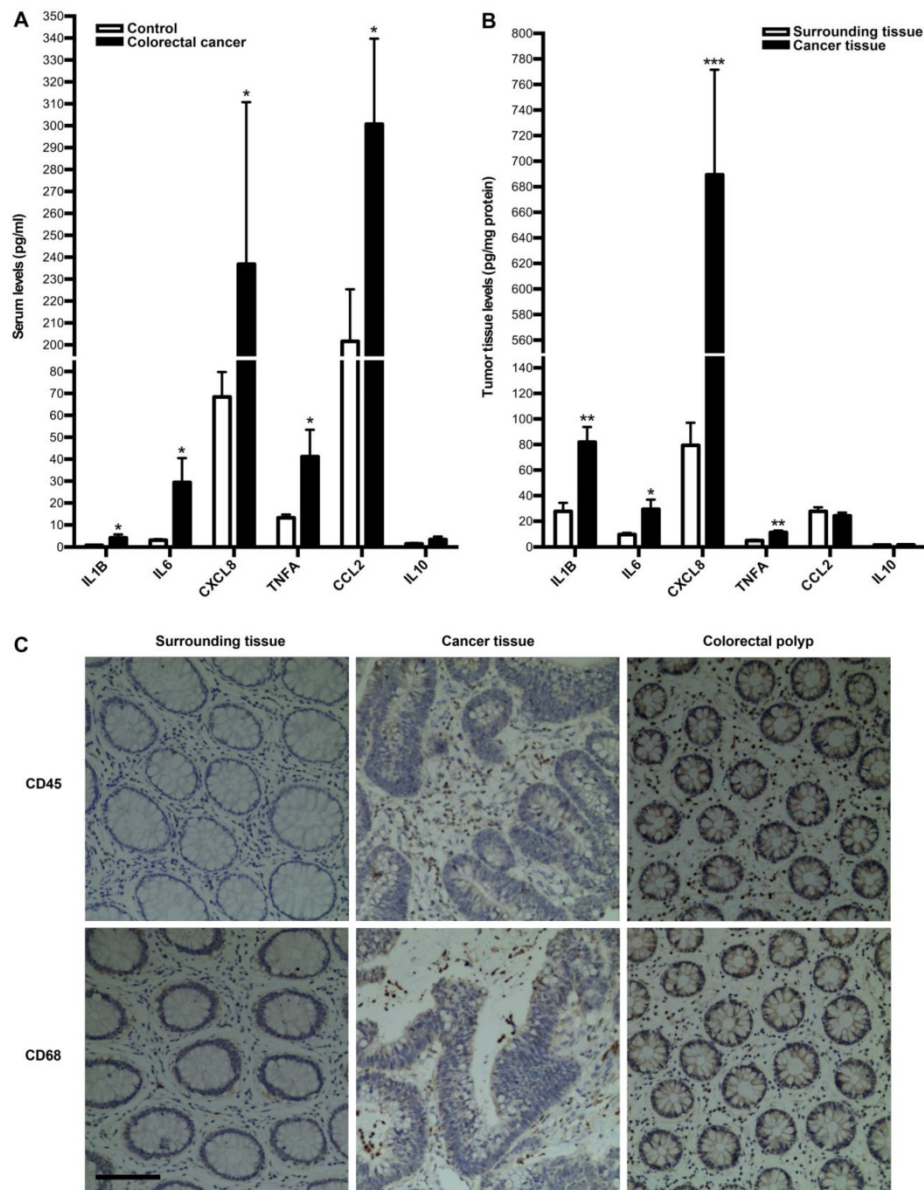 A
Control
Colorectal cancer
Serum levels (pg/ml)
350
340
330
320
310
300
290
280
270
260
250
240
230
220
210
200
80
70
60
50
40
30
20
10
0
*
*
*
*
*
IL1B
IL6
CXCL8
TNFA
CCL2
IL10
B
Surrounding tissue
Cancer tissue
Tumor tissue levels (pg/mg protein)
800
780
760
740
720
700
680
660
640
620
600
580
560
140
120
100
80
60
40
20
0
**
*
***
**
IL1B
IL6
CXCL8
TNFA
CCL2
IL10
C
Surrounding tissue
Cancer tissue
Colorectal polyp
CD45
CD68